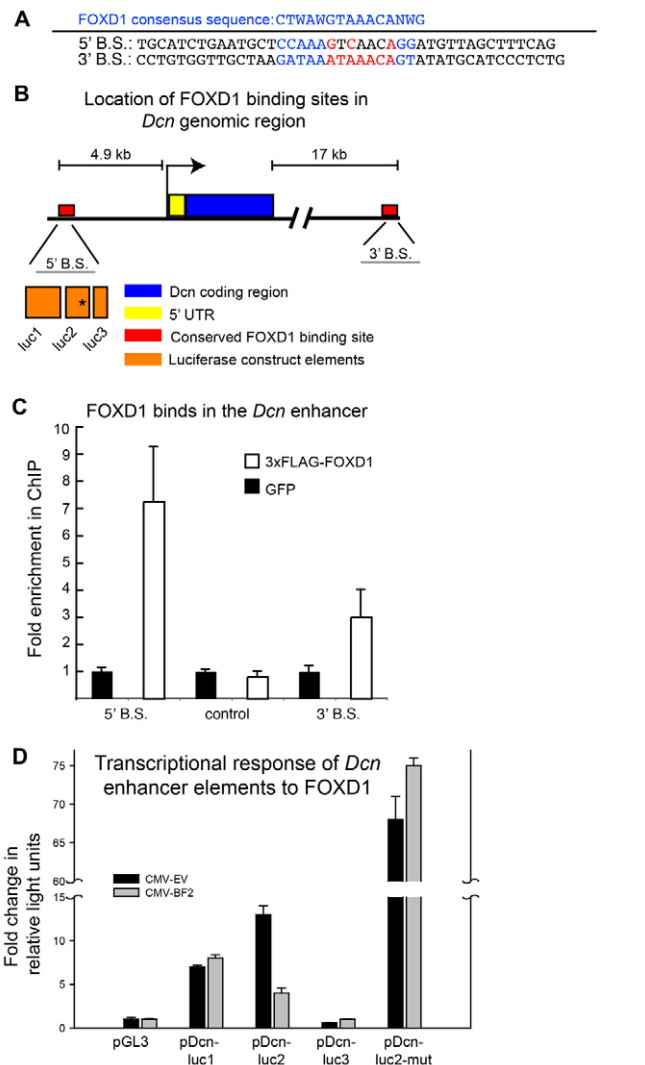 A
FOXD1 consensus sequence:CTWAWGTAAACANWG
5' B.S.: TGCATCTGAATGCTCCAAAGTCAACAGGATGTTAGCTTTCAG
3' B.S.: CCTGTGGTTGCTAAGATAAATAAACAGTATATGCATCCCTCTG
B
Location of FOXD1 binding sites in
Dcn genomic region
4.9 kb
17 kb
5' B.S.
3' B.S.
*
luc1
luc2
luc3
Dcn coding region
5' UTR
Conserved FOXD1 binding site
Luciferase construct elements
C
FOXD1 binds in the Dcn enhancer
Fold enrichment in ChIP
10
9
8
7
6
5
4
3
2
1
3xFLAG-FOXD1
GFP
5' B.S.
control
3' B.S.
D
Transcriptional response of Dcn
enhancer elements to FOXD1
Fold change in
relative light units
75
70
65
60
15
10
5
0
CMV-EV
CMV-BF2
pGL3
pDcn-
luc1
pDcn-
luc2
pDcn-
luc3
pDcn-
luc2-mut